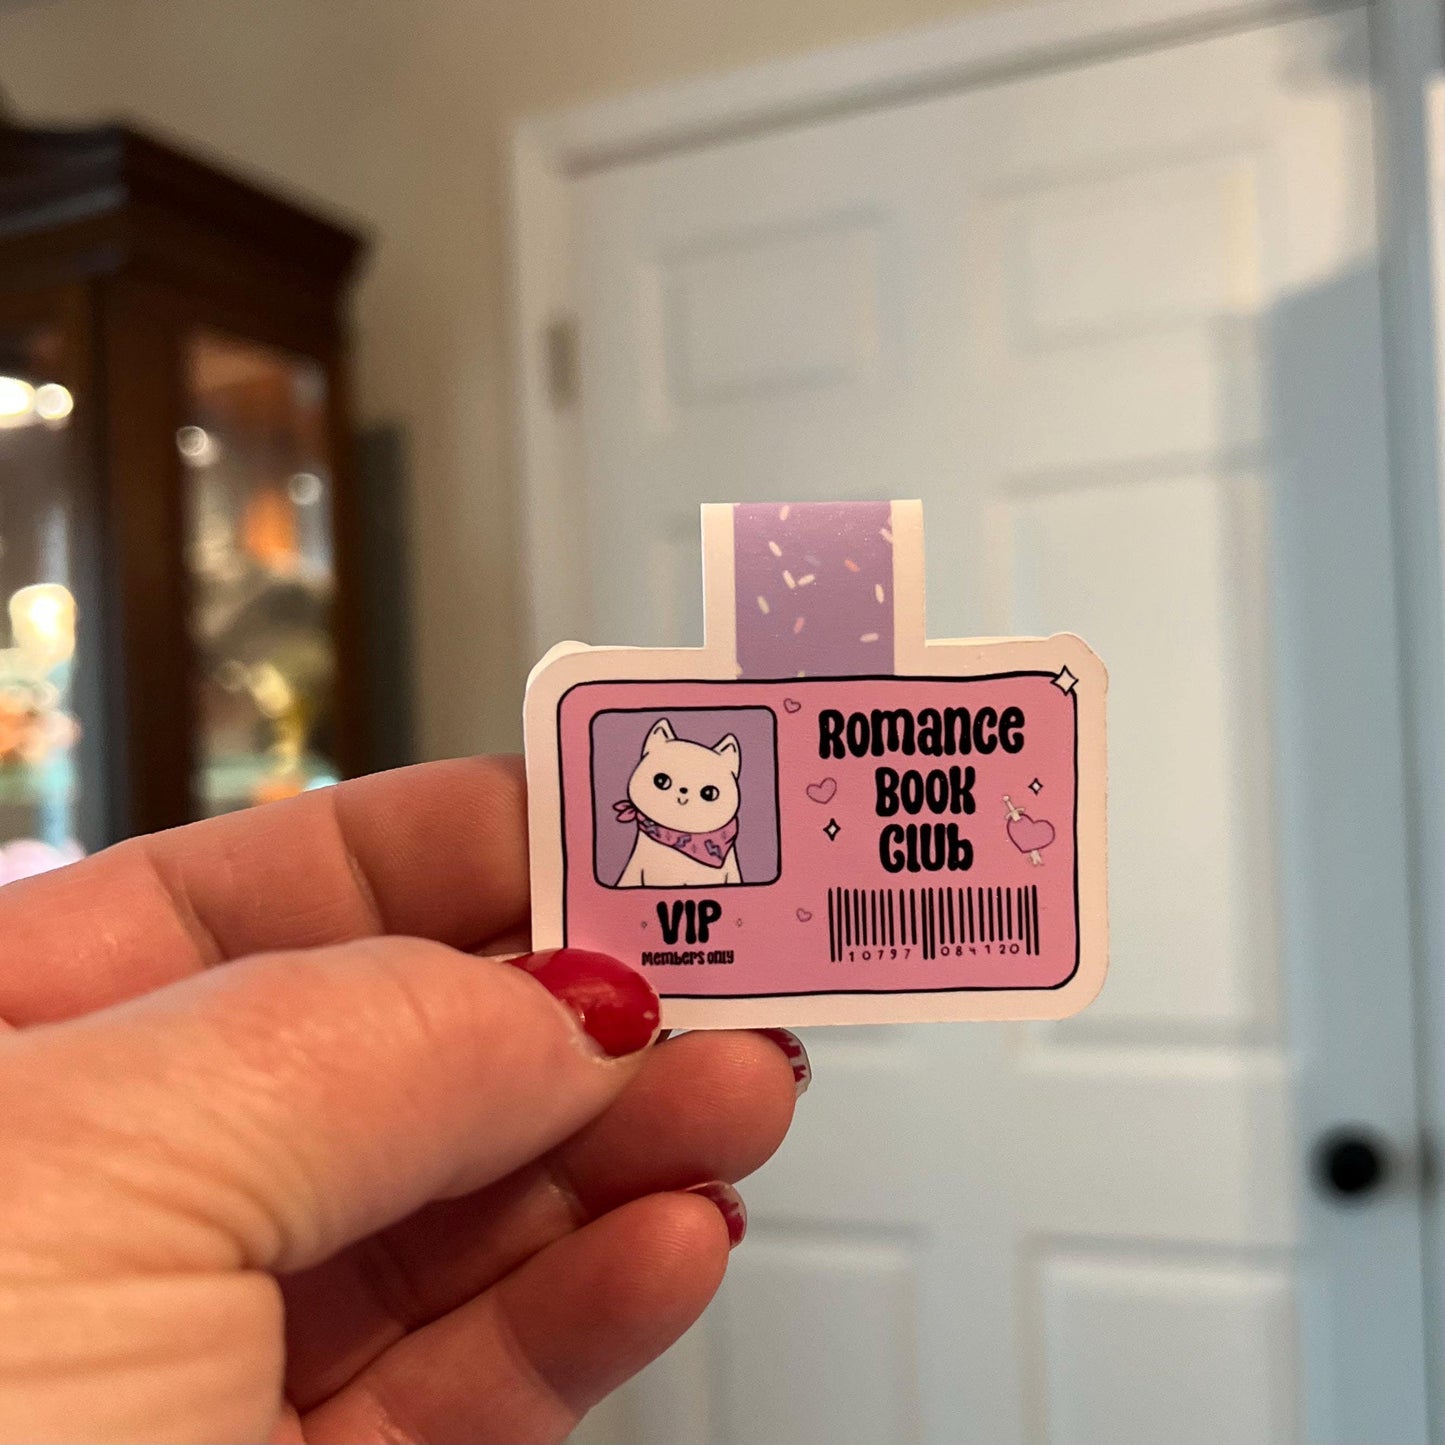 Romance
Book
Club
VIP
Members only
10797 084120